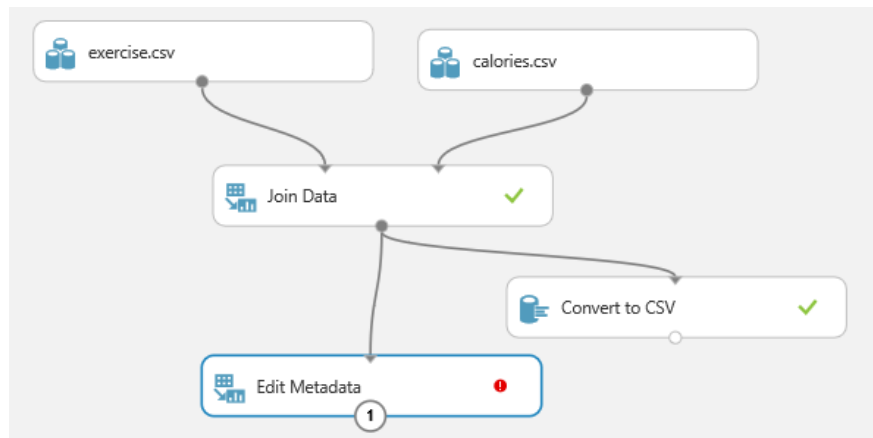 exercise.csv
calories.csv
Join Data
Convert to CSV
Edit Metadata
1